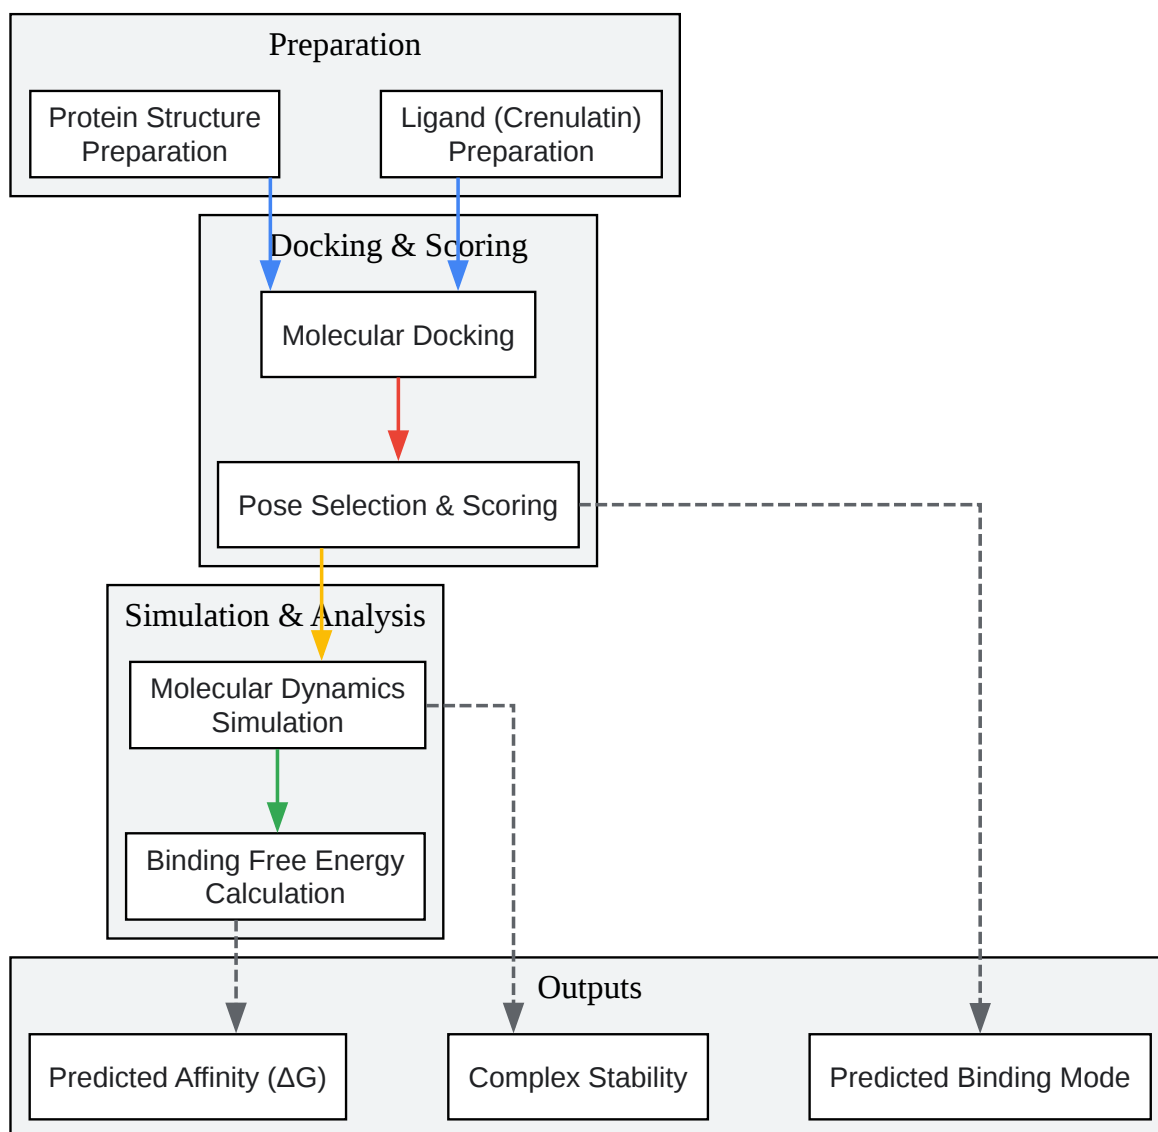 Preparation
Protein Structure
Preparation
Ligand (Crenulatin)
Preparation
Docking & Scoring
Molecular Docking
Pose Selection & Scoring
Simulation & Analysis
Molecular Dynamics
Simulation
Binding Free Energy
Calculation
Outputs
Predicted Affinity (ΔG)
Complex Stability
Predicted Binding Mode